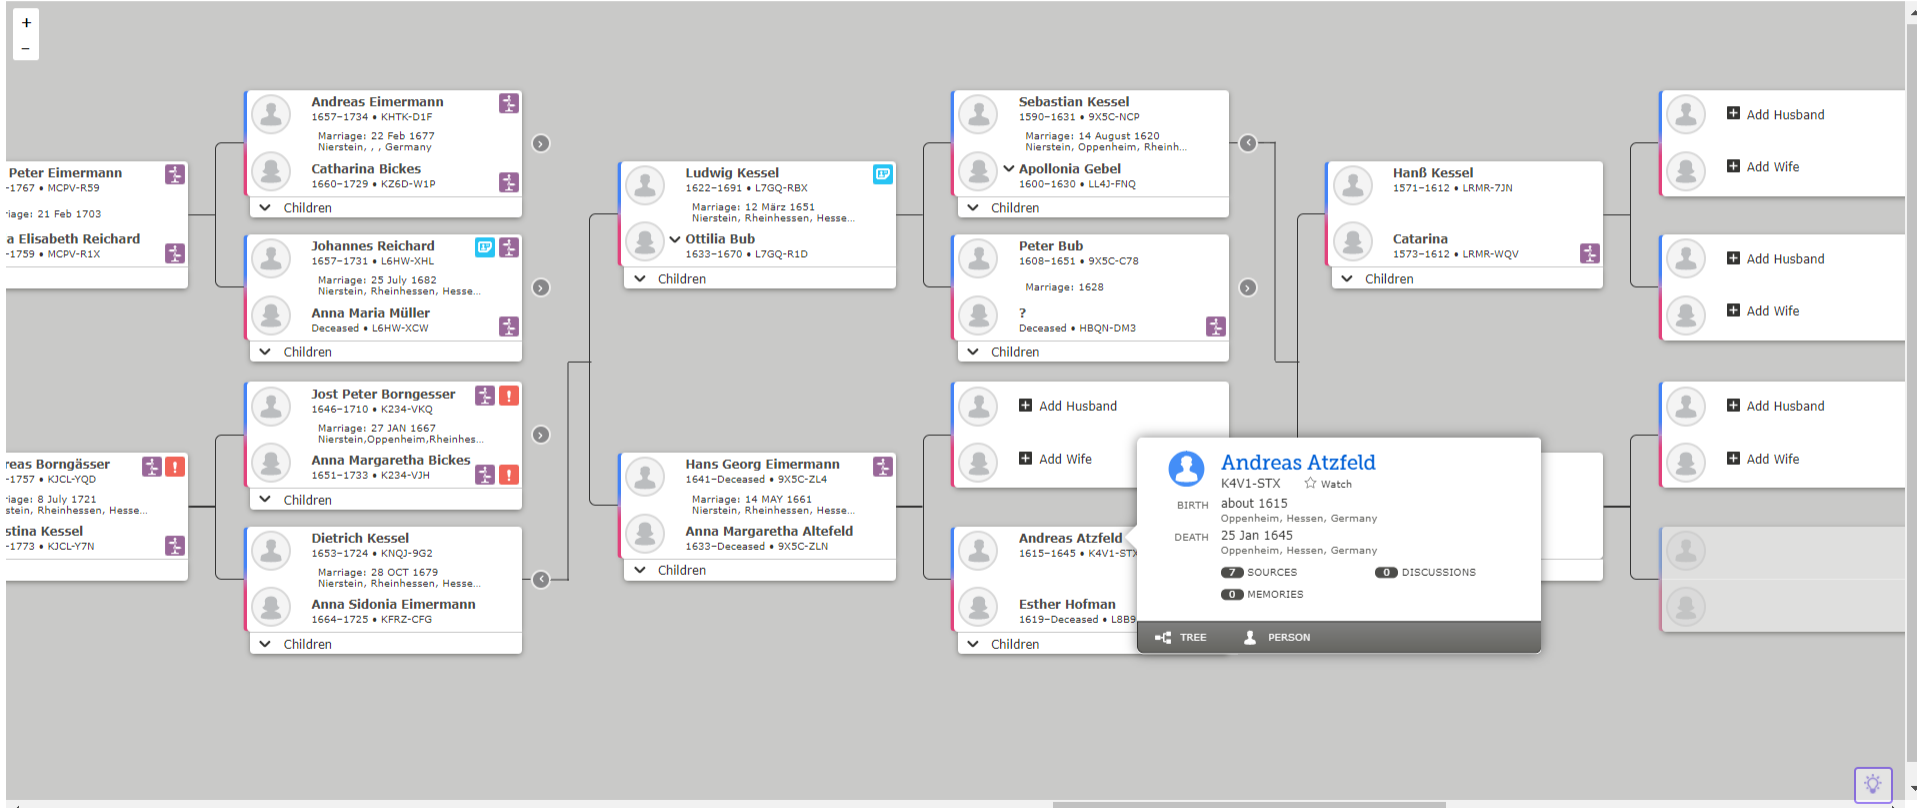 +
−
Peter Eimermann
-1767 • MCPV-R59
riage: 21 Feb 1703
a Elisabeth Reichard
-1759 • MCPV-R1X
reas Borngässer
-1757 • KJCL-YQD
riage: 8 July 1721
stein, Rheinhessen, Hesse...
stina Kessel
-1773 • KJCL-Y7N
Andreas Eimermann
1657–1734 • KHTK-D1F
Marriage: 22 Feb 1677
Nierstein, , , Germany
Catharina Bickes
1660–1729 • KZ6D-W1P
Children
Johannes Reichard
1657–1731 • L6HW-XHL
Marriage: 25 July 1682
Nierstein, Rheinhessen, Hesse...
Anna Maria Müller
Deceased • L6HW-XCW
Children
Jost Peter Borngesser
1646–1710 • K234-VKQ
Marriage: 27 JAN 1667
Nierstein,Oppenheim,Rheinhes...
Anna Margaretha Bickes
1651–1733 • K234-VJH
Children
Dietrich Kessel
1653–1724 • KNQJ-9G2
Marriage: 28 OCT 1679
Nierstein, Rheinhessen, Hesse...
Anna Sidonia Eimermann
1664–1725 • KFRZ-CFG
Children
Ludwig Kessel
1622–1691 • L7GQ-RBX
Marriage: 12 März 1651
Nierstein, Rheinhessen, Hesse...
Ottilia Bub
1633–1670 • L7GQ-R1D
Children
Hans Georg Eimermann
1641–Deceased • 9X5C-ZL4
Marriage: 14 MAY 1661
Nierstein, Rheinhessen, Hesse...
Anna Margaretha Altefeld
1633–Deceased • 9X5C-ZLN
Children
Sebastian Kessel
1590–1631 • 9X5C-NCP
Marriage: 14 August 1620
Nierstein, Oppenheim, Rheinh...
Apollonia Gebel
1600–1630 • LL4J-FNQ
Children
Peter Bub
1608–1651 • 9X5C-C78
Marriage: 1628
?
Deceased • HBQN-DM3
Children
Add Husband
Add Wife
Andreas Atzfeld
1615–1645 • K4V1-STX
Esther Hofman
1619–Deceased • L8B9
Children
Hanß Kessel
1571–1612 • LRMR-7JN
Catarina
1573–1612 • LRMR-WQV
Children
Andreas Atzfeld
K4V1-STX Watch
BIRTH about 1615
Oppenheim, Hessen, Germany
DEATH 25 Jan 1645
Oppenheim, Hessen, Germany
7 SOURCES 0 DISCUSSIONS
0 MEMORIES
TREE PERSON
Add Husband
Add Wife
Add Husband
Add Wife
Add Husband
Add Wife